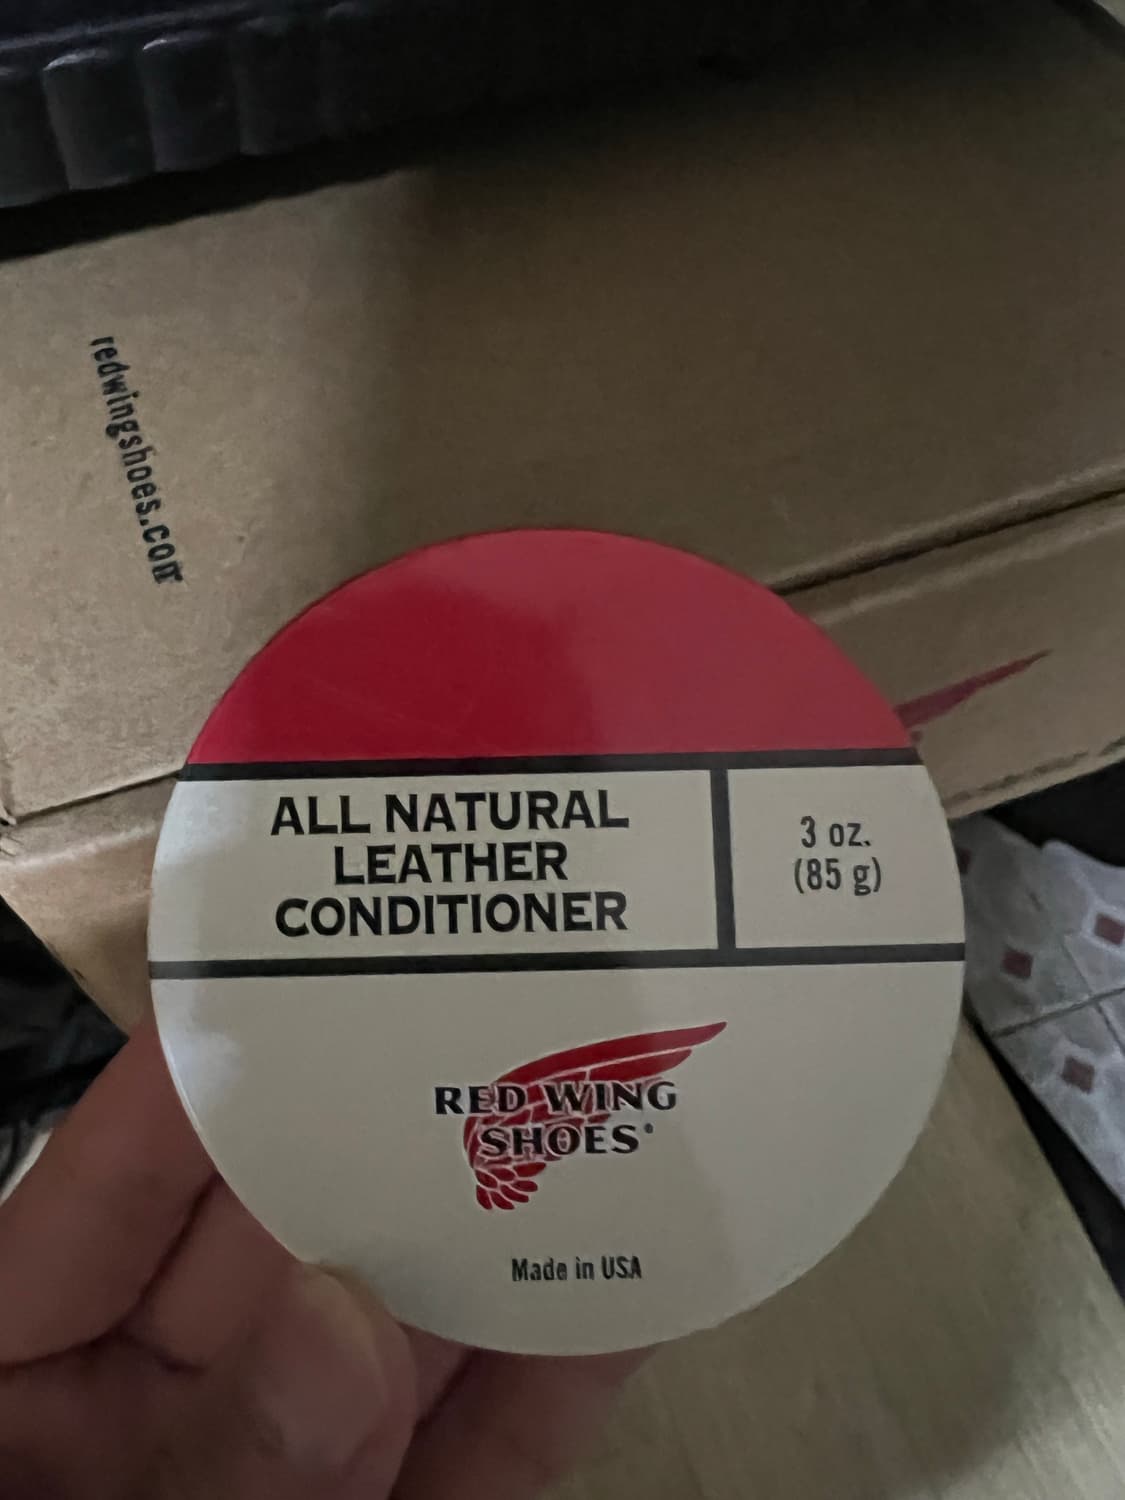 redwingshoes.com
ALL NATURAL
LEATHER
CONDITIONER
3 oz.
(85 g)
RED WING
SHOES®
Made in USA